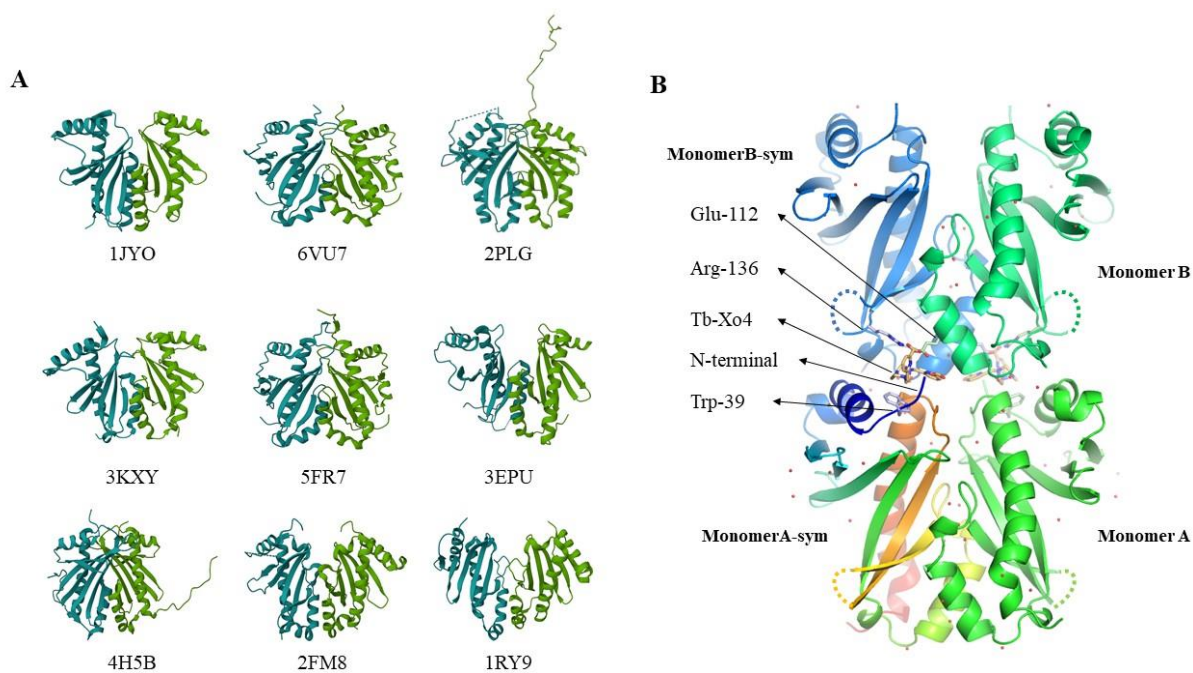 A
1JYO
6VU7
2PLG
3KXY
5FR7
3EPU
4H5B
2FM8
1RY9
B
MonomerB-sym
Glu-112
Arg-136
Monomer B
Tb-Xo4
N-terminal
Trp-39
MonomerA-sym
Monomer A